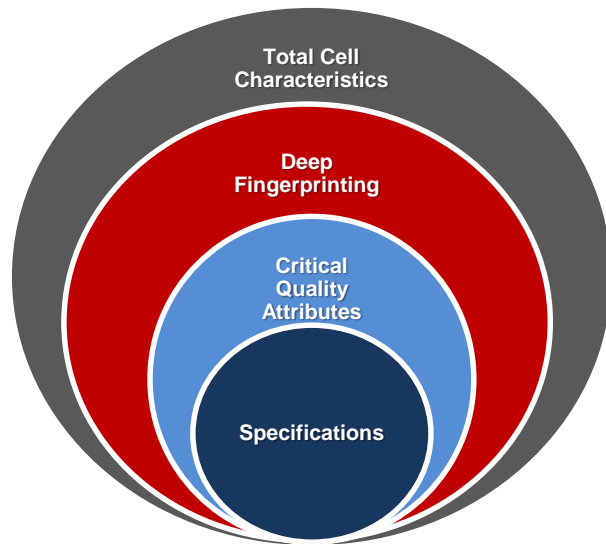 Total Cell
Characteristics
Deep
Fingerprinting
Critical
Quality
Attributes
Specifications